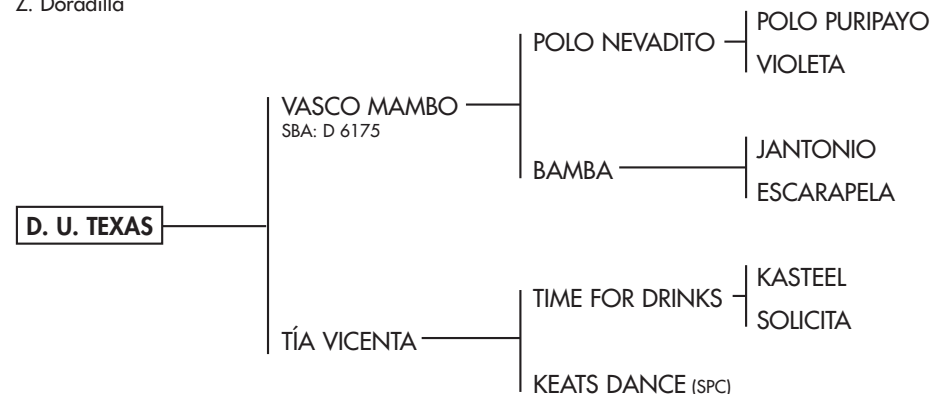 Z. Doradilla
POLO PURIPAYO
POLO NEVADITO
VIOLETA
VASCO MAMBO
SBA: D 6175
JANTONIO
BAMBA
ESCARAPELA
D. U. TEXAS
KASTEEL
TIME FOR DRINKS
SOLICITA
TÍA VICENTA
KEATS DANCE (SPC)